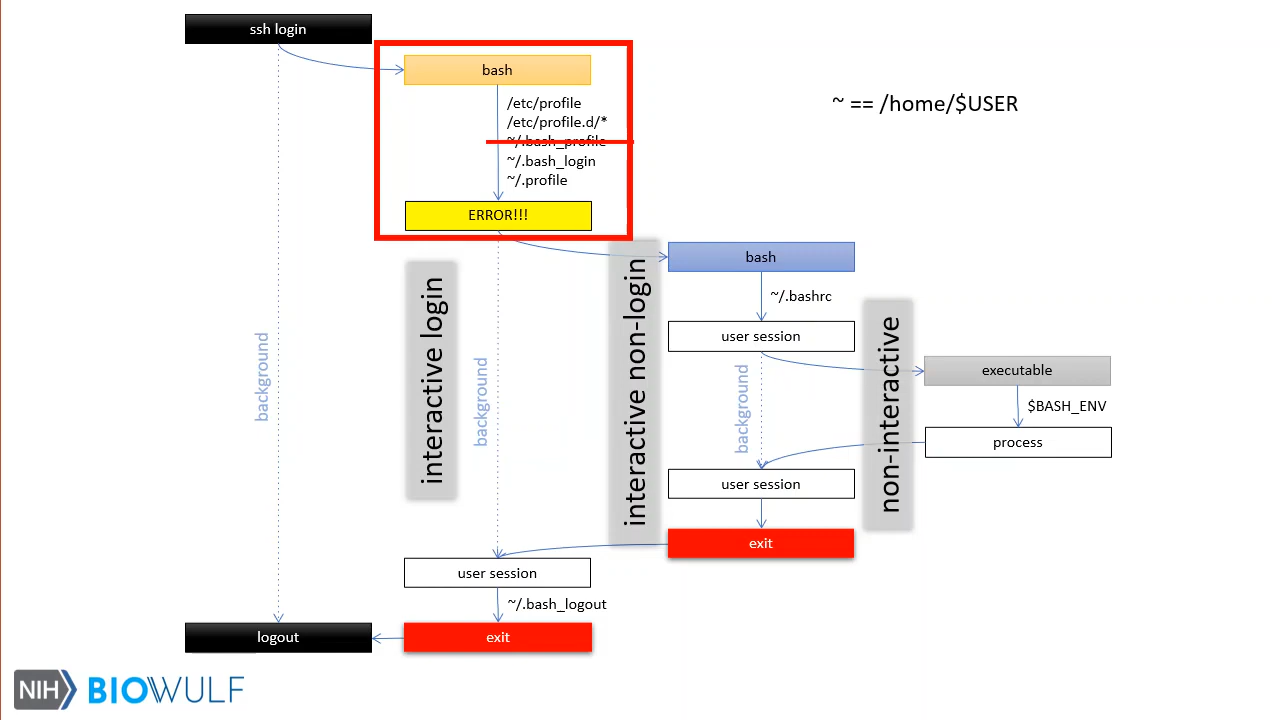 ssh login
bash
/etc/profile
/etc/profile.d/*
~/.bash_profile
~/.bash_login
~/.profile
ERROR!!!
~ == /home/$USER
interactive login
background
background
interactive non-login
bash
~/.bashrc
user session
background
non-interactive
executable
$BASH_ENV
process
user session
exit
user session
~/.bash_logout
exit
logout
NIH BIOWULF